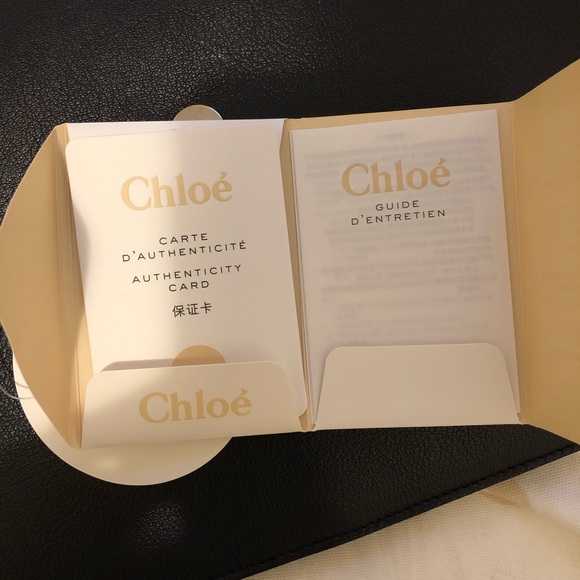 Chloé
CARTE
D'AUTHENTICITÉ
AUTHENTICITY
CARD
保证卡
Chloé
Chloé
GUIDE
D'ENTRETIEN